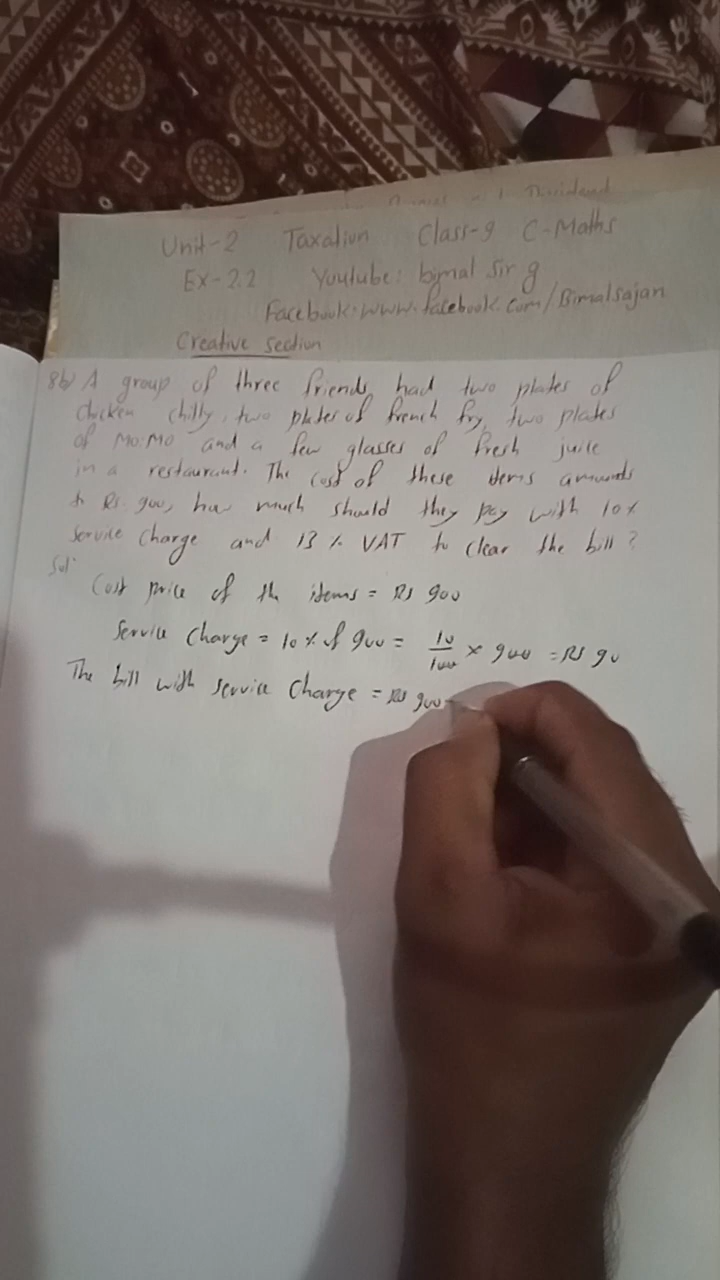 Unit-2 Taxation Class-9 C-Maths
Ex-2.2 Youtube: bimal sir g
Facebook:www.facebook.com/Bimalsajan
Creative section
8b) A group of three friends had two plates of
chicken chilly, two plates of french fry, two plates
of Mo:Mo and a few glasses of fresh juice
in a restaurant. The cost of these items amounts
to Rs 900, how much should they pay with 10%
service charge and 13% VAT to clear the bill?
Soln
Cost price of the items = Rs 900
Service Charge = 10% of 900 = 10/100 × 900 = Rs 90
The bill with service Charge = Rs 900